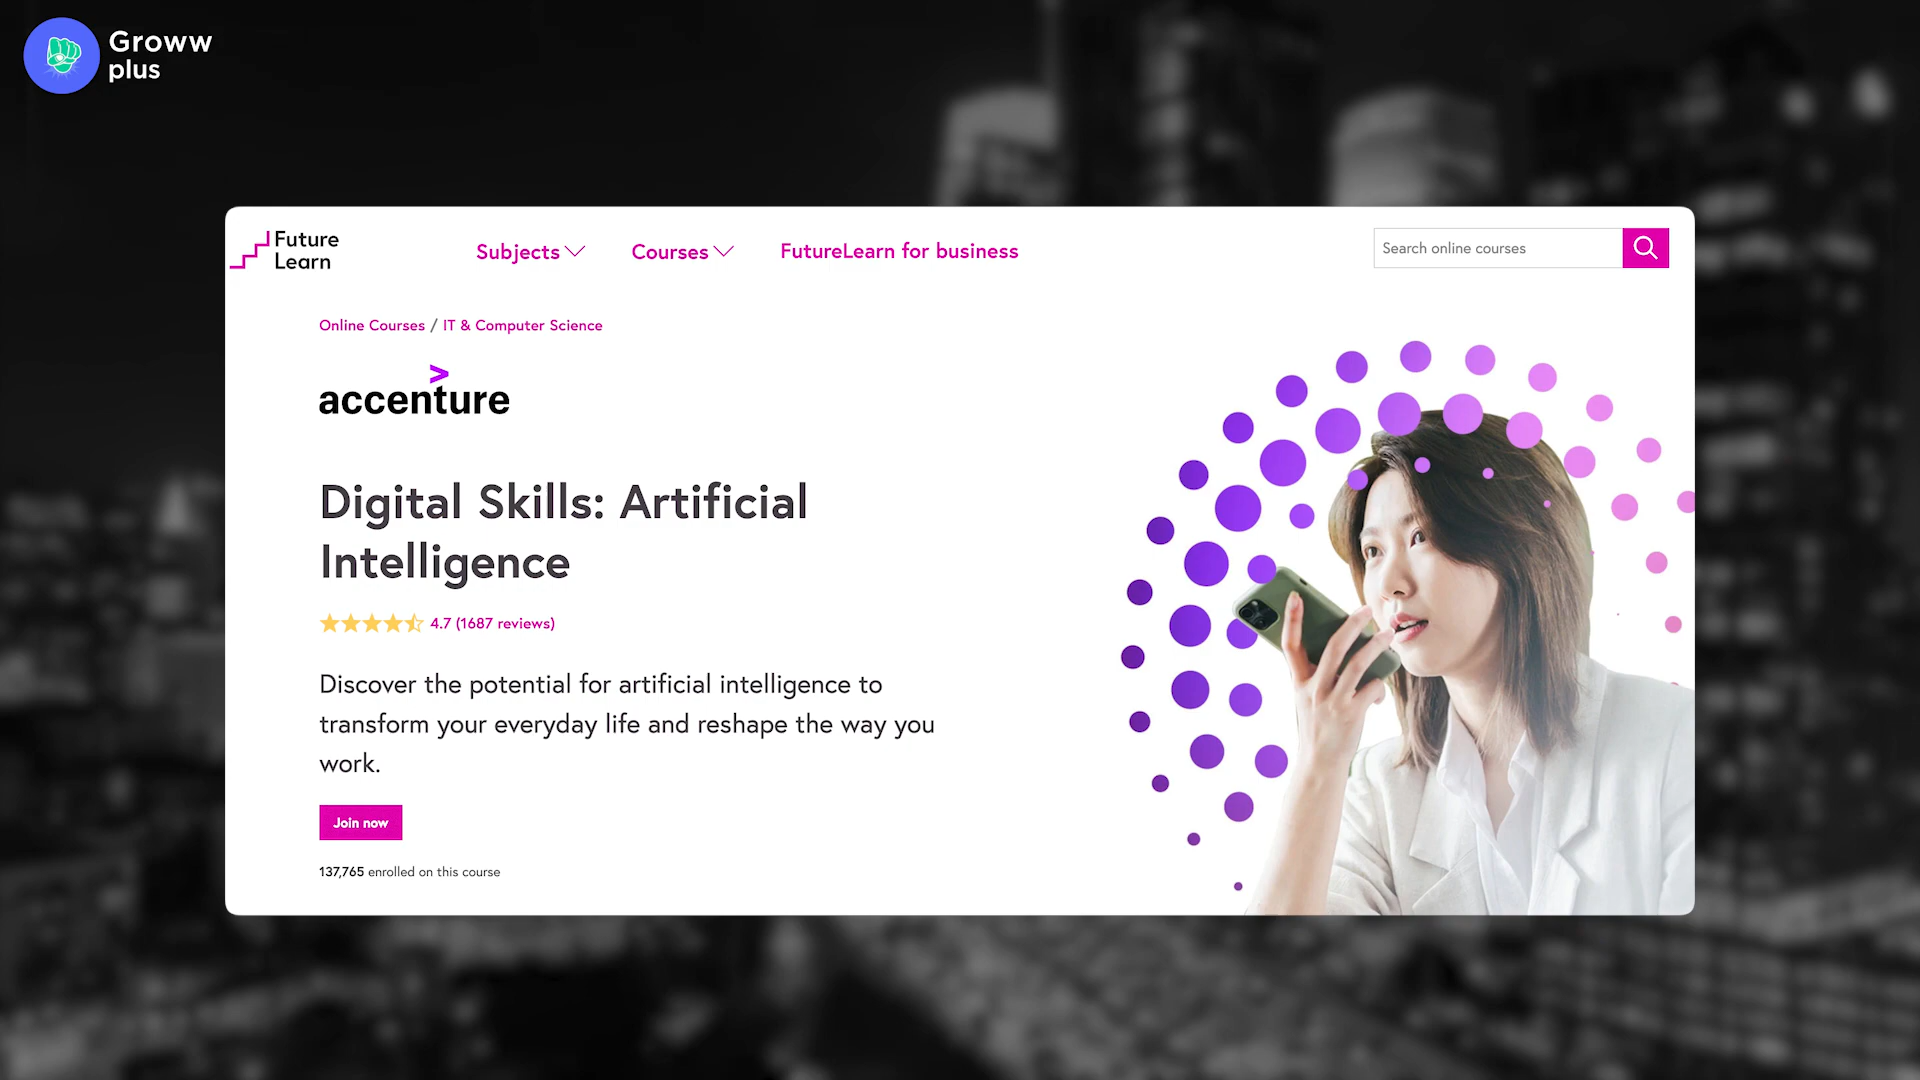 Groww
plus
Future
Learn
Subjects
Courses
FutureLearn for business
Search online courses
Online Courses / IT & Computer Science
>
accenture
Digital Skills: Artificial
Intelligence
4.7 (1687 reviews)
Discover the potential for artificial intelligence to
transform your everyday life and reshape the way you
work.
Join now
137,765 enrolled on this course